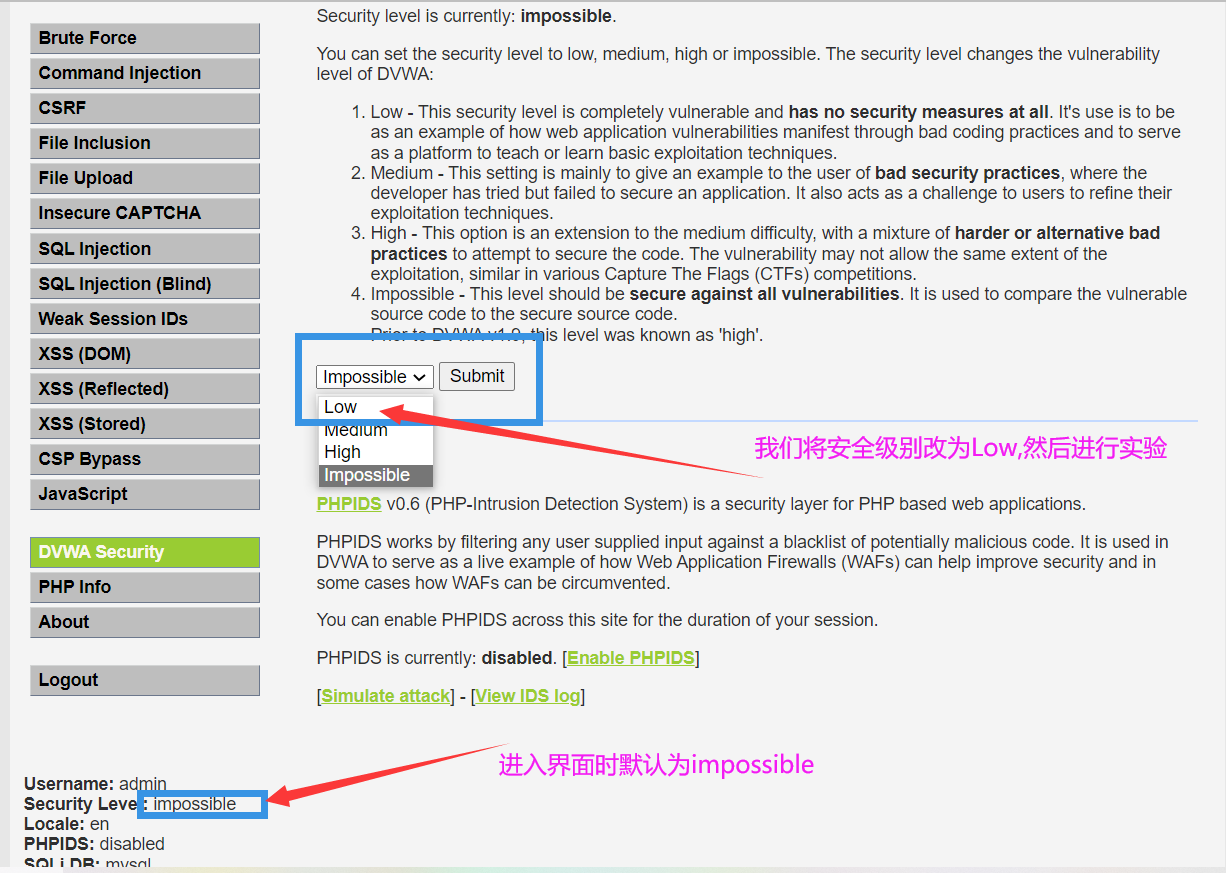 Security level is currently: impossible.
You can set the security level to low, medium, high or impossible. The security level changes the vulnerability
level of DVWA:
1. Low - This security level is completely vulnerable and has no security measures at all. It's use is to be
as an example of how web application vulnerabilities manifest through bad coding practices and to serve
as a platform to teach or learn basic exploitation techniques.
2. Medium - This setting is mainly to give an example to the user of bad security practices, where the
developer has tried but failed to secure an application. It also acts as a challenge to users to refine their
exploitation techniques.
3. High - This option is an extension to the medium difficulty, with a mixture of harder or alternative bad
practices to attempt to secure the code. The vulnerability may not allow the same extent of the
exploitation, similar in various Capture The Flags (CTFs) competitions.
4. Impossible - This level should be secure against all vulnerabilities. It is used to compare the vulnerable
source code to the secure source code.
Prior to DVWA v1.9, this level was known as 'high'.
Impossible Submit
Low
Medium
High
Impossible
我们将安全级别改为Low,然后进行实验
PHPIDS v0.6 (PHP-Intrusion Detection System) is a security layer for PHP based web applications.
PHPIDS works by filtering any user supplied input against a blacklist of potentially malicious code. It is used in
DVWA to serve as a live example of how Web Application Firewalls (WAFs) can help improve security and in
some cases how WAFs can be circumvented.
You can enable PHPIDS across this site for the duration of your session.
PHPIDS is currently: disabled. [Enable PHPIDS]
[Simulate attack] - [View IDS log]
进入界面时默认为impossible
Brute Force
Command Injection
CSRF
File Inclusion
File Upload
Insecure CAPTCHA
SQL Injection
SQL Injection (Blind)
Weak Session IDs
XSS (DOM)
XSS (Reflected)
XSS (Stored)
CSP Bypass
JavaScript
DVWA Security
PHP Info
About
Logout
Username: admin
Security Level: impossible
Locale: en
PHPIDS: disabled
SQLi DB: mysql